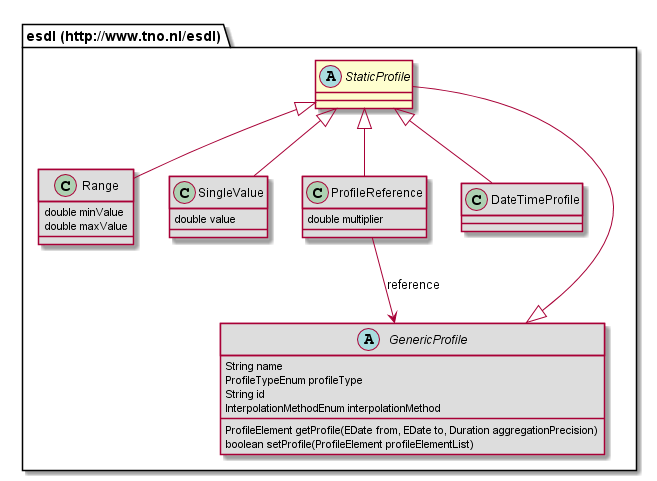 esdl (http://www.tno.nl/esdl)
A StaticProfile
C Range
double minValue
double maxValue
C SingleValue
double value
C ProfileReference
double multiplier
C DateTimeProfile
reference
A GenericProfile
String name
ProfileTypeEnum profileType
String id
InterpolationMethodEnum interpolationMethod
ProfileElement getProfile(EDate from, EDate to, Duration aggregationPrecision)
boolean setProfile(ProfileElement profileElementList)